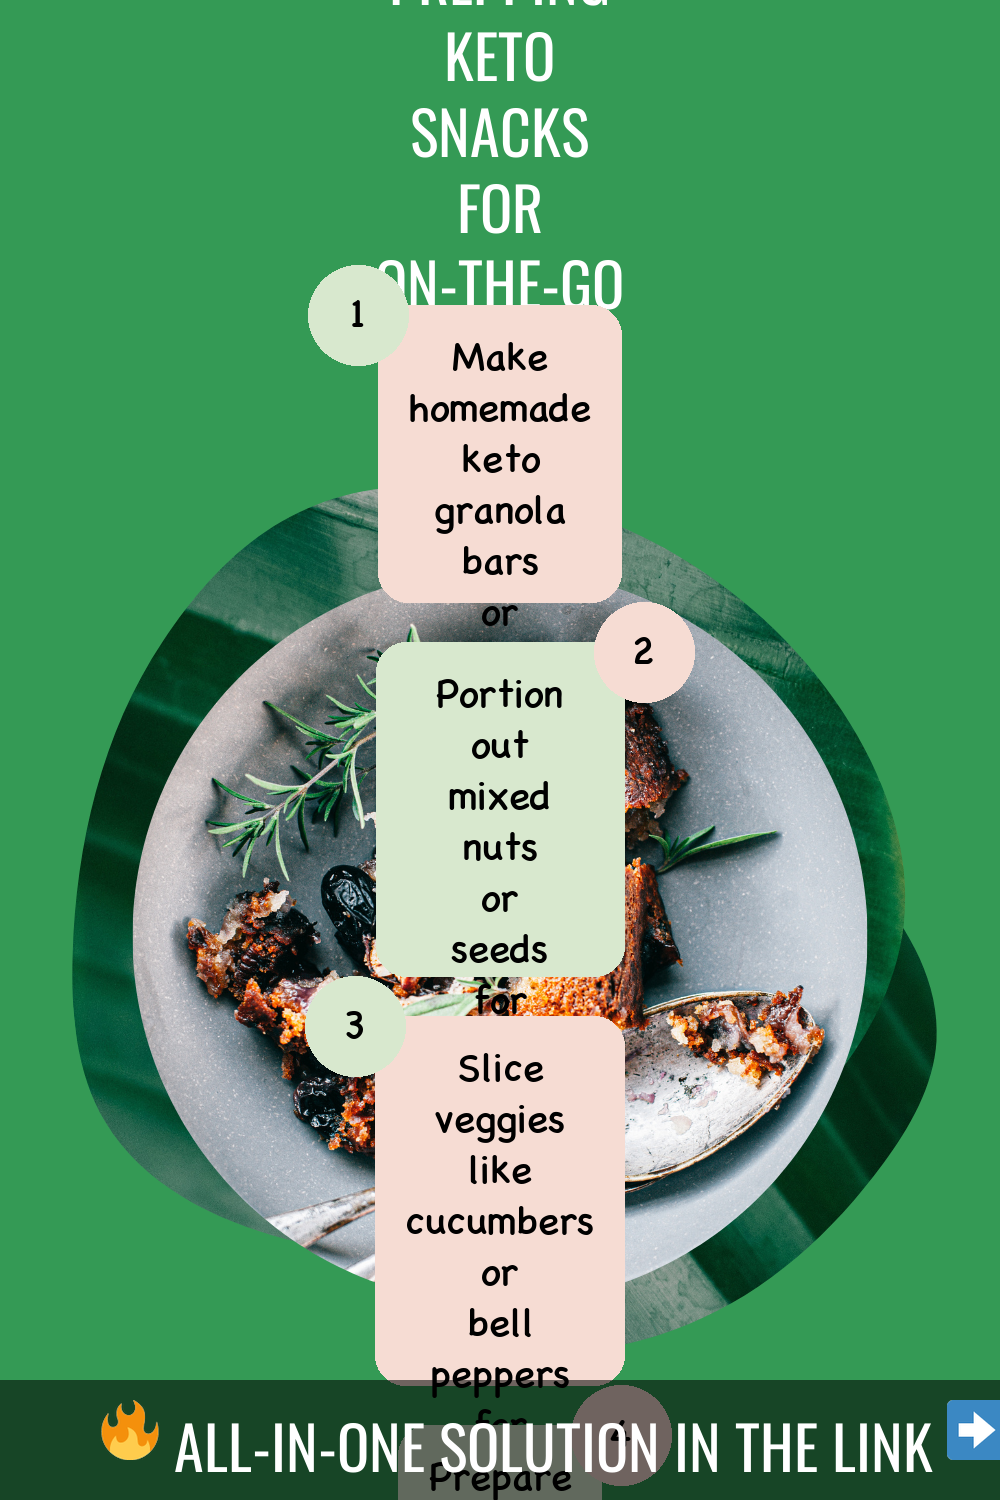 PREPPING
KETO
SNACKS
FOR
ON-THE-GO
1
Make
homemade
keto
granola
bars
or
2
Portion
out
mixed
nuts
or
seeds
for
3
Slice
veggies
like
cucumbers
or
bell
peppers
for
4
Prepare
ALL-IN-ONE SOLUTION IN THE LINK